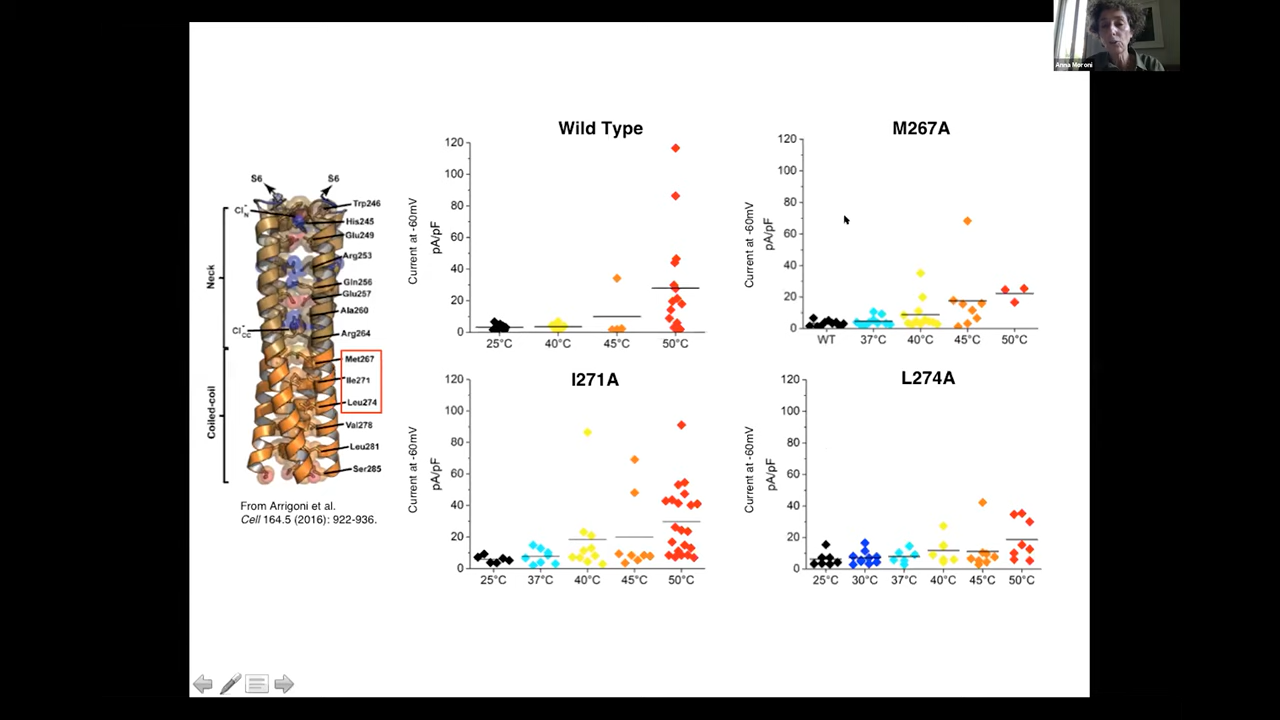 Anna Moroni
S6
S6
Cl⁻N
Trp246
His245
Glu249
Arg253
Gln256
Glu257
Ala260
Cl⁻CC
Arg264
Met267
Ile271
Leu274
Val278
Leu281
Ser285
Neck
Coiled-coil
From Arrigoni et al.
Cell 164.5 (2016): 922-936.
Wild Type
Current at -60mV
pA/pF
120
100
80
60
40
20
0
25°C 40°C 45°C 50°C
M267A
Current at -60mV
pA/pF
120
100
80
60
40
20
0
WT 37°C 40°C 45°C 50°C
I271A
Current at -60mV
pA/pF
120
100
80
60
40
20
0
25°C 37°C 40°C 45°C 50°C
L274A
Current at -60mV
pA/pF
120
100
80
60
40
20
0
25°C 30°C 37°C 40°C 45°C 50°C